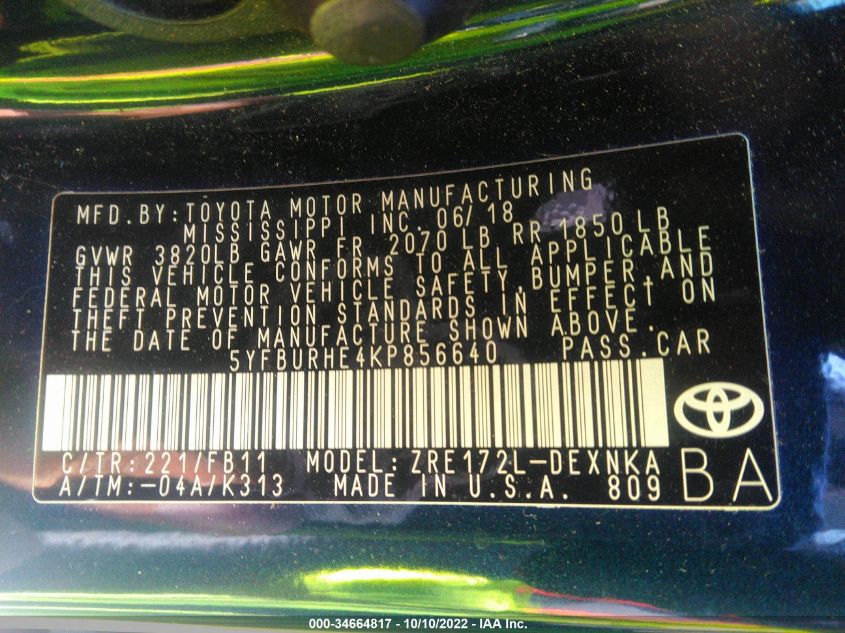 MFD.BY:TOYOTA MOTOR MANUFACTURING
MISSISSIPPI INC. 06/18
GVWR 3820LB GAWR FR 2070 LB RR 1850 LB
THIS VEHICLE CONFORMS TO ALL APPLICABLE
FEDERAL MOTOR VEHICLE SAFETY,BUMPER,AND
THEFT PREVENTION STANDARDS IN EFFECT ON
THE DATE OF MANUFACTURE SHOWN ABOVE.
5YFBURHE4KP856640 PASS.CAR
C/TR:221/FB11 MODEL:ZRE172L-DEXNKA
A/TM:-04A/K313 MADE IN U.S.A. 809
BA
000-34664817 - 10/10/2022 - IAA Inc.